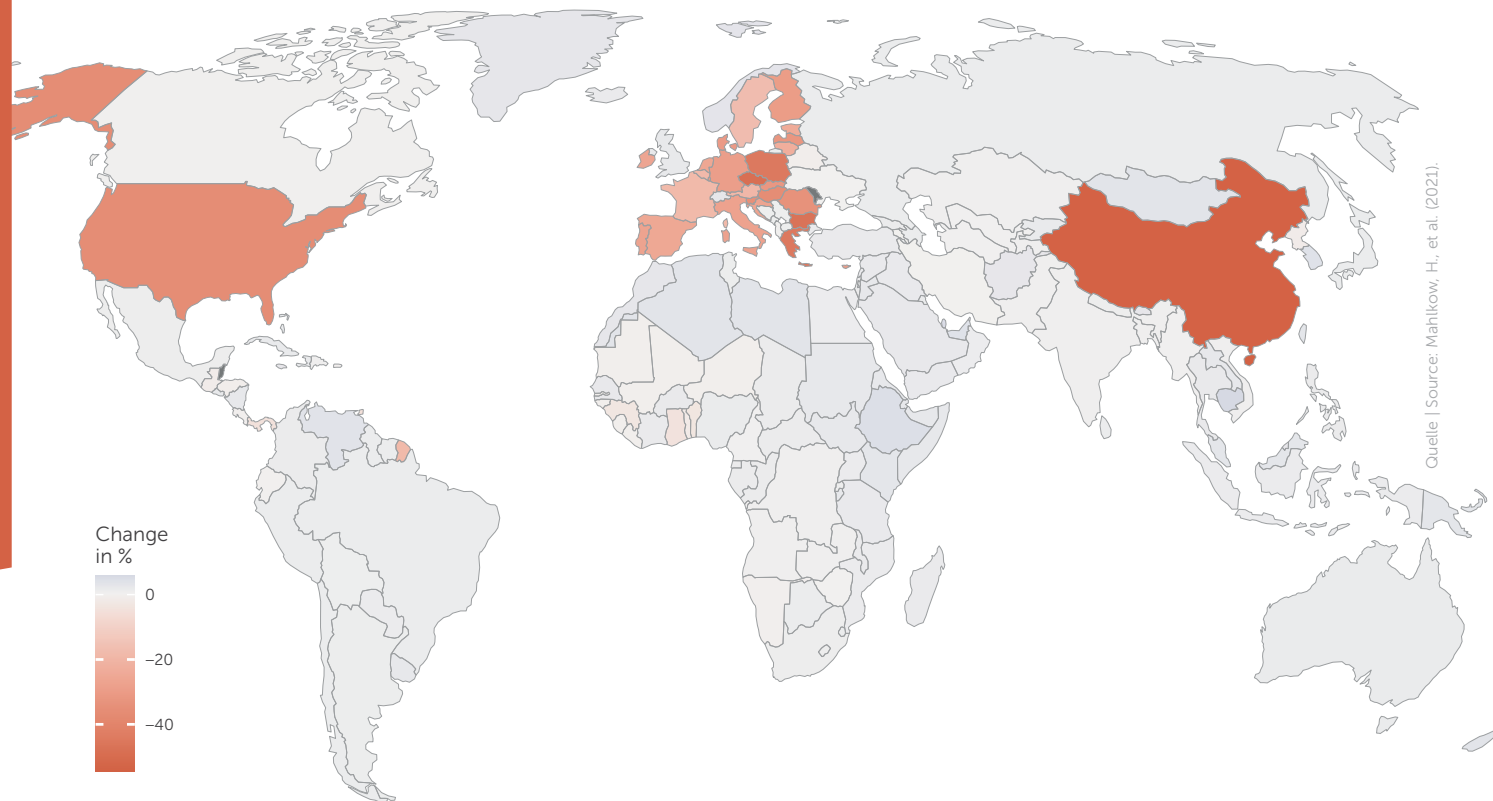 Change
in %
0
–20
–40
Quelle | Source: Mahlkow, H., et al. (2021).